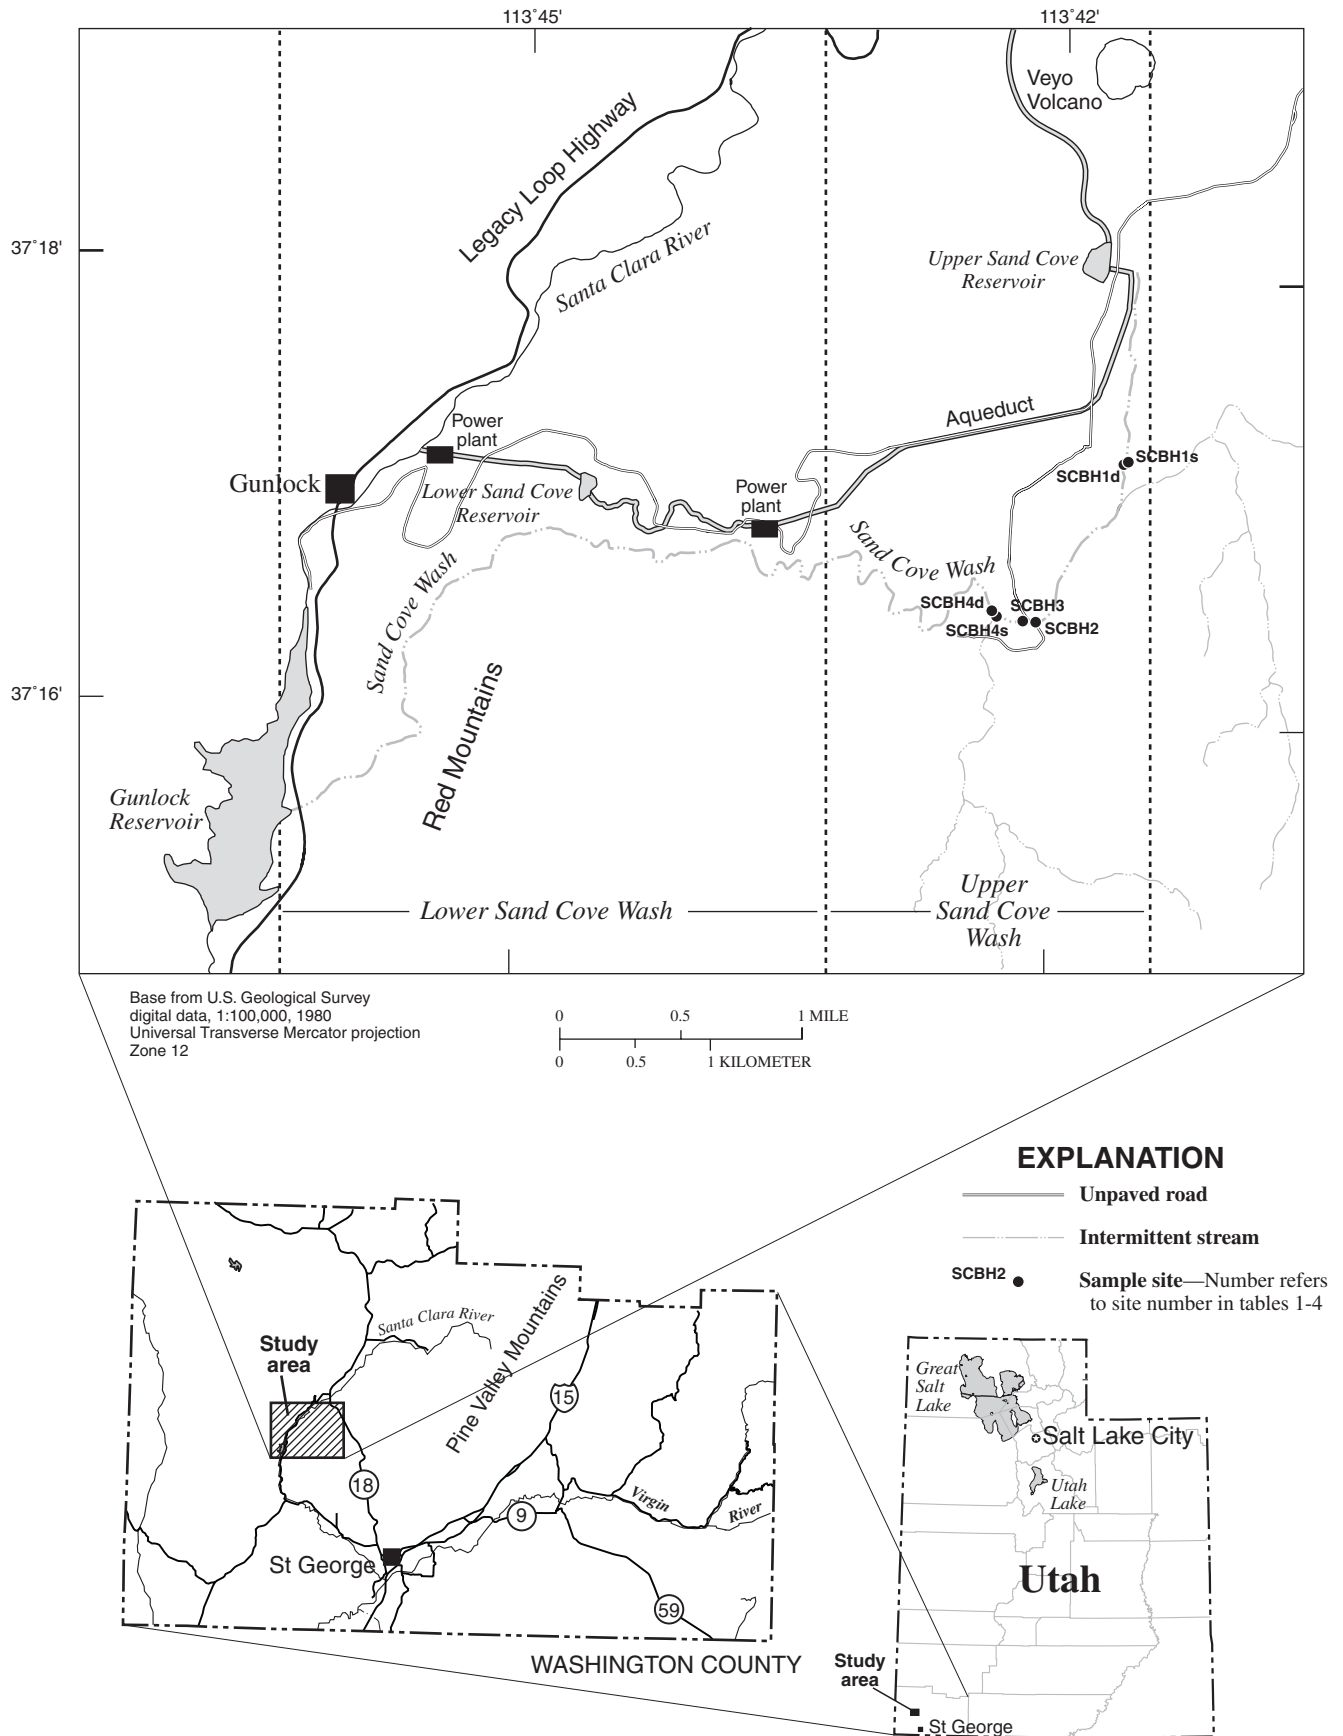 113˚45'
113˚42'
Veyo
Volcano
Legacy Loop Highway
37˚18'
Santa Clara River
Upper Sand Cove
Reservoir
Aqueduct
Power
plant
SCBH1s
SCBH1d
Gunlock
Lower Sand Cove
Reservoir
Power
plant
Sand Cove Wash
Sand Cove Wash
SCBH4d
SCBH3
SCBH4s
SCBH2
37˚16'
Red Mountains
Gunlock
Reservoir
Lower Sand Cove Wash
Upper
Sand Cove
Wash
Base from U.S. Geological Survey
digital data, 1:100,000, 1980
Universal Transverse Mercator projection
Zone 12
0 0.5 1 MILE
0 0.5 1 KILOMETER
EXPLANATION
Unpaved road
Intermittent stream
SCBH2
Sample site—Number refers
to site number in tables 1-4
Santa Clara River
Pine Valley Mountains
Study
area
15
18
Virgin
River
9
St George
59
WASHINGTON COUNTY
Great
Salt
Lake
Salt Lake City
Utah
Lake
Utah
Study
area
St George